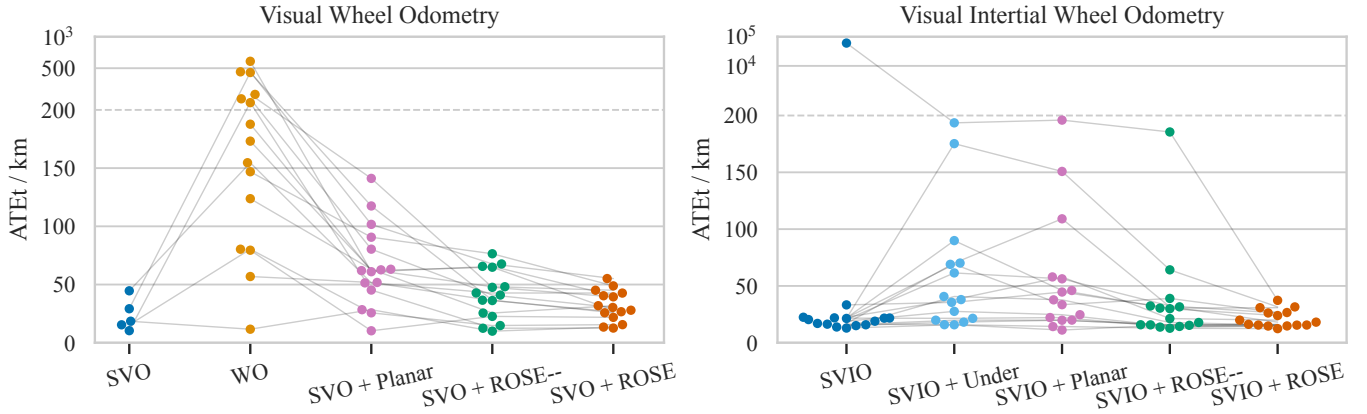 Visual Wheel Odometry
10³
500
200
150
100
50
0
ATEt / km
SVO
WO
SVO + Planar
SVO + ROSE--
SVO + ROSE
Visual Intertial Wheel Odometry
10⁵
10⁴
200
150
100
50
0
ATEt / km
SVIO
SVIO + Under
SVIO + Planar
SVIO + ROSE--
SVIO + ROSE